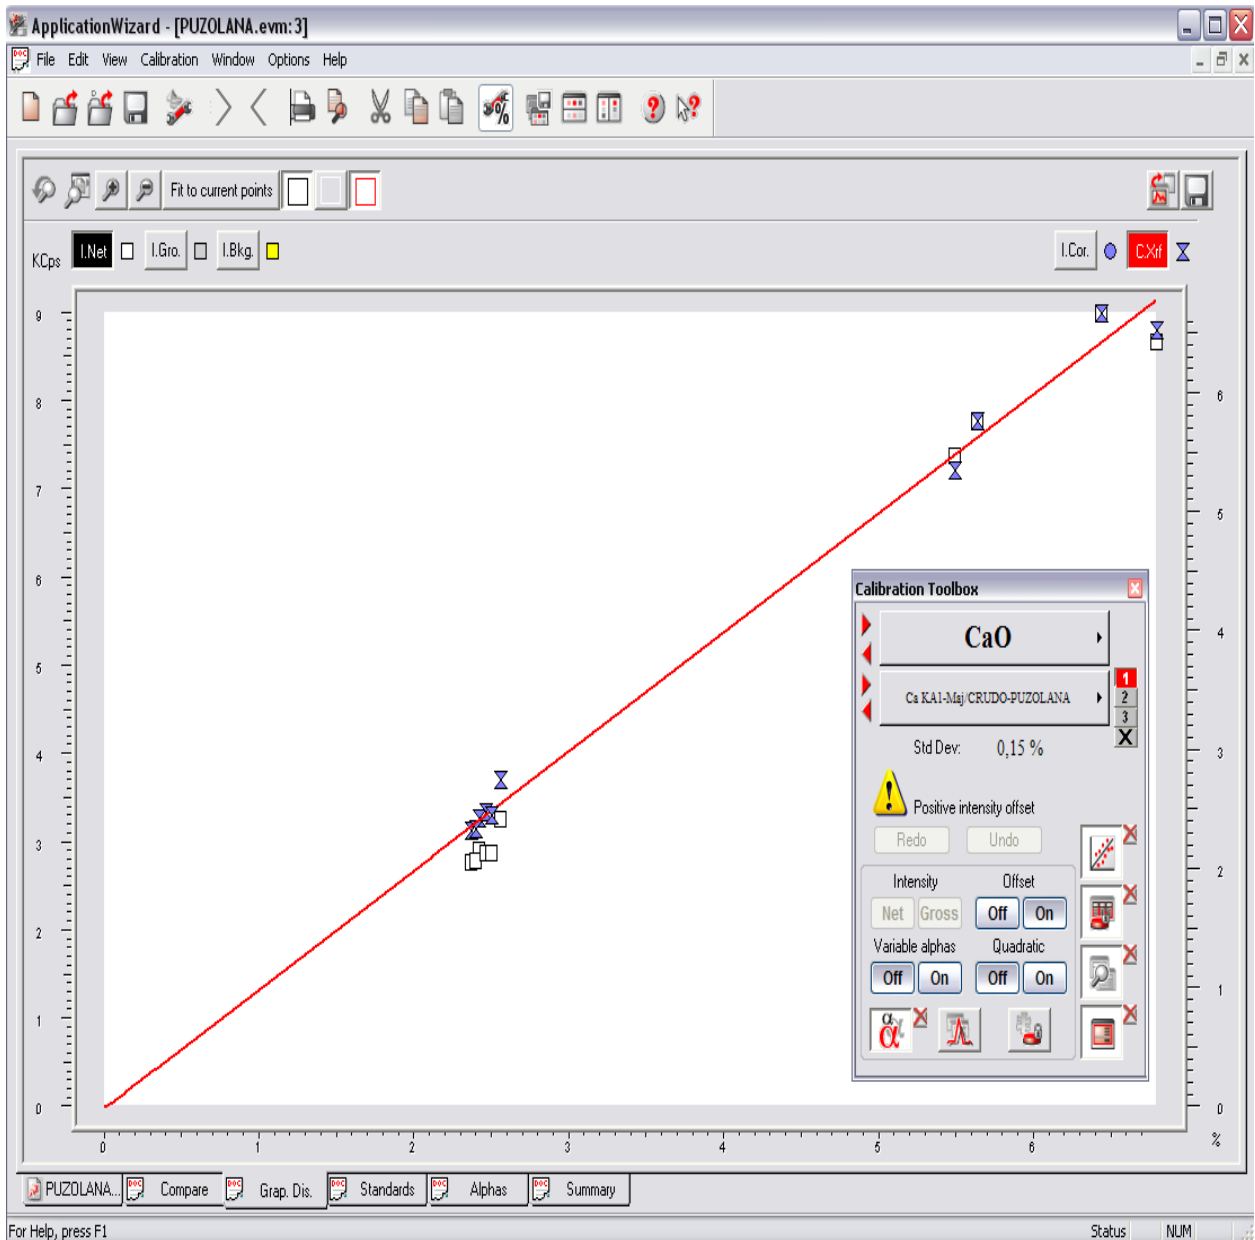 ApplicationWizard - [PUZOLANA.evm:3]
File Edit View Calibration Window Options Help
Fit to current points
KCps I.Net I.Gro. I.Bkg. I.Cor. C.Xrf
9
8
7
6
5
4
3
2
1
0
6
5
4
3
2
1
0
0 1 2 3 4 5 6 %
Calibration Toolbox
CaO
Ca KA1-Maj/CRUDO-PUZOLANA
1
2
3
X
Std Dev: 0,15 %
Positive intensity offset
Redo Undo
Intensity Offset
Net Gross Off On
Variable alphas Quadratic
Off On Off On
PUZOLANA... Compare Grap. Dis. Standards Alphas Summary
For Help, press F1 Status NUM